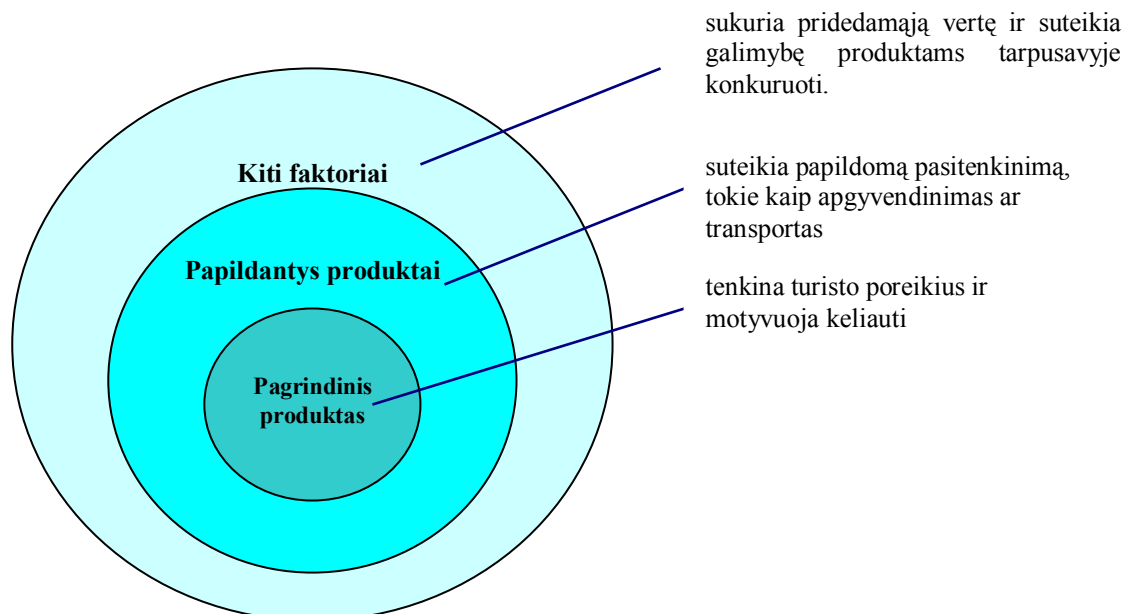 sukuria pridedamąją vertę ir suteikia
galimybę produktams tarpusavyje
konkuruoti.
Kiti faktoriai
suteikia papildomą pasitenkinimą,
tokie kaip apgyvendinimas ar
transportas
Papildantys produktai
tenkina turisto poreikius ir
motyvuoja keliauti
Pagrindinis
produktas